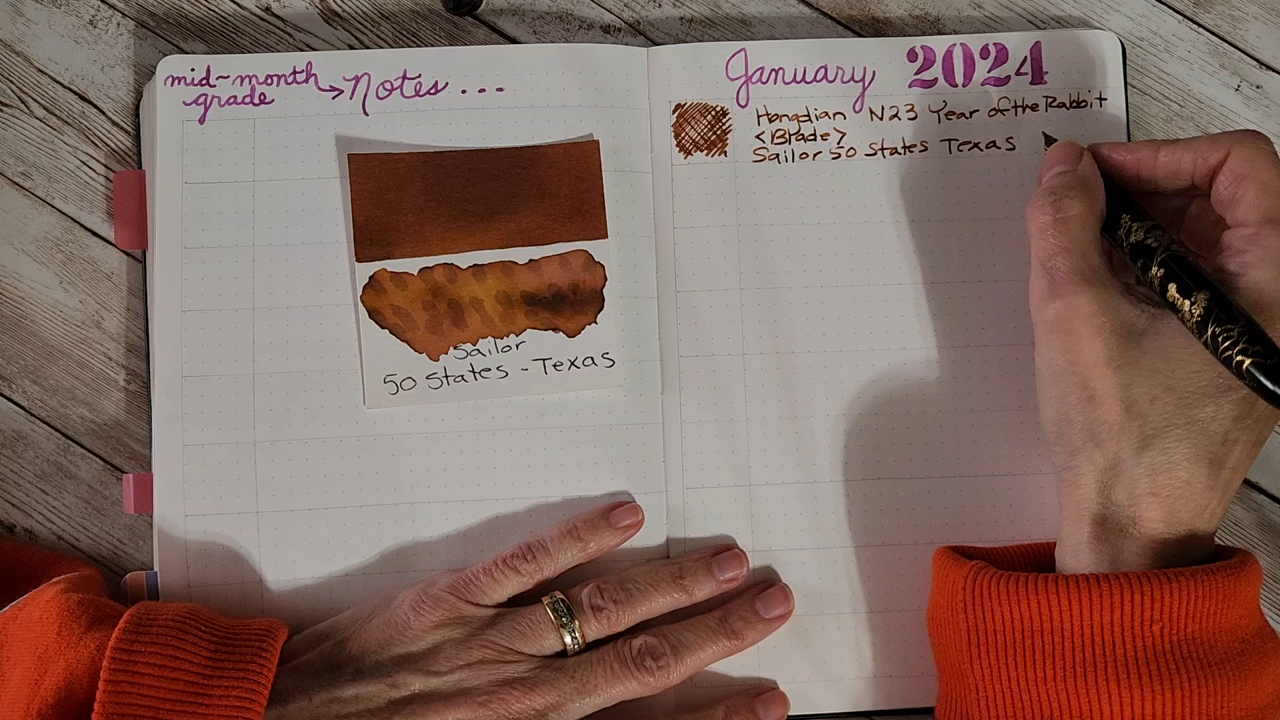 mid-month
grade → Notes ...
Sailor
50 States - Texas
January 2024
Hongdian N23 Year of the Rabbit
<Blade>
Sailor 50 States Texas